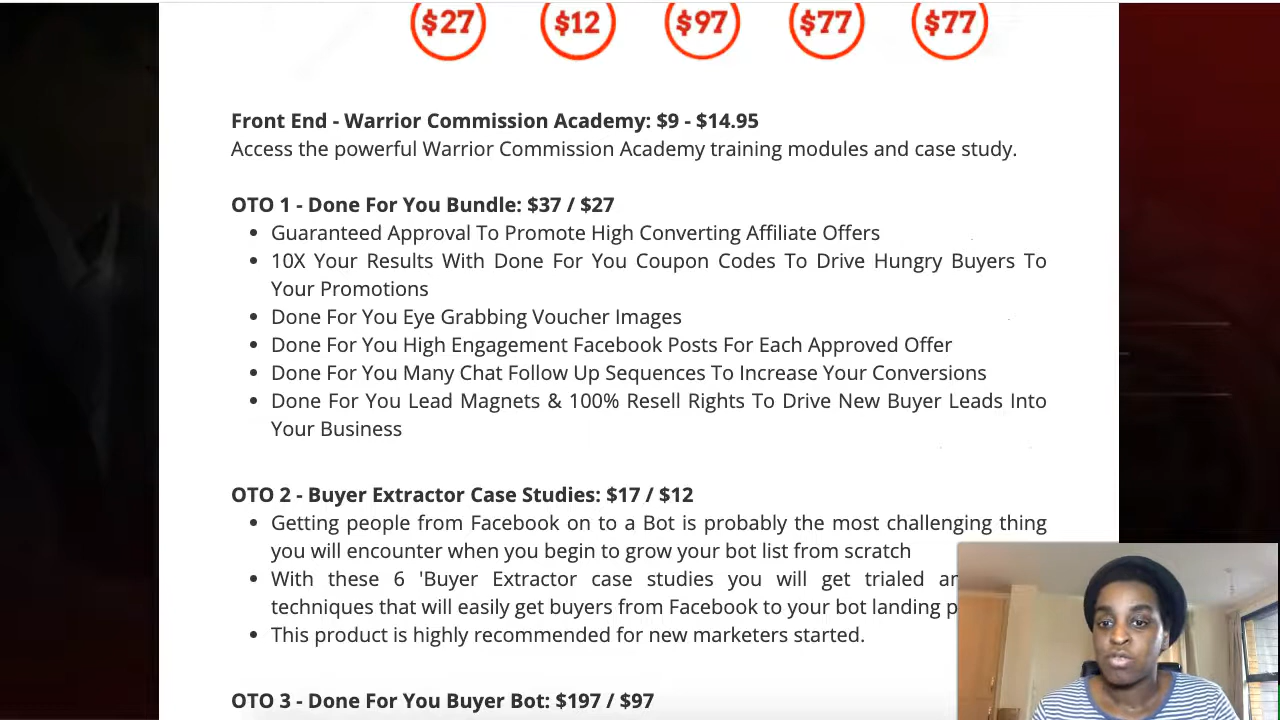 $27 $12 $97 $77 $77
Front End - Warrior Commission Academy: $9 - $14.95
Access the powerful Warrior Commission Academy training modules and case study.
OTO 1 - Done For You Bundle: $37 / $27
• Guaranteed Approval To Promote High Converting Affiliate Offers
• 10X Your Results With Done For You Coupon Codes To Drive Hungry Buyers To
Your Promotions
• Done For You Eye Grabbing Voucher Images
• Done For You High Engagement Facebook Posts For Each Approved Offer
• Done For You Many Chat Follow Up Sequences To Increase Your Conversions
• Done For You Lead Magnets & 100% Resell Rights To Drive New Buyer Leads Into
Your Business
OTO 2 - Buyer Extractor Case Studies: $17 / $12
• Getting people from Facebook on to a Bot is probably the most challenging thing
you will encounter when you begin to grow your bot list from scratch
• With these 6 'Buyer Extractor case studies you will get trialed
techniques that will easily get buyers from Facebook to your bot landing
• This product is highly recommended for new marketers started.
OTO 3 - Done For You Buyer Bot: $197 / $97